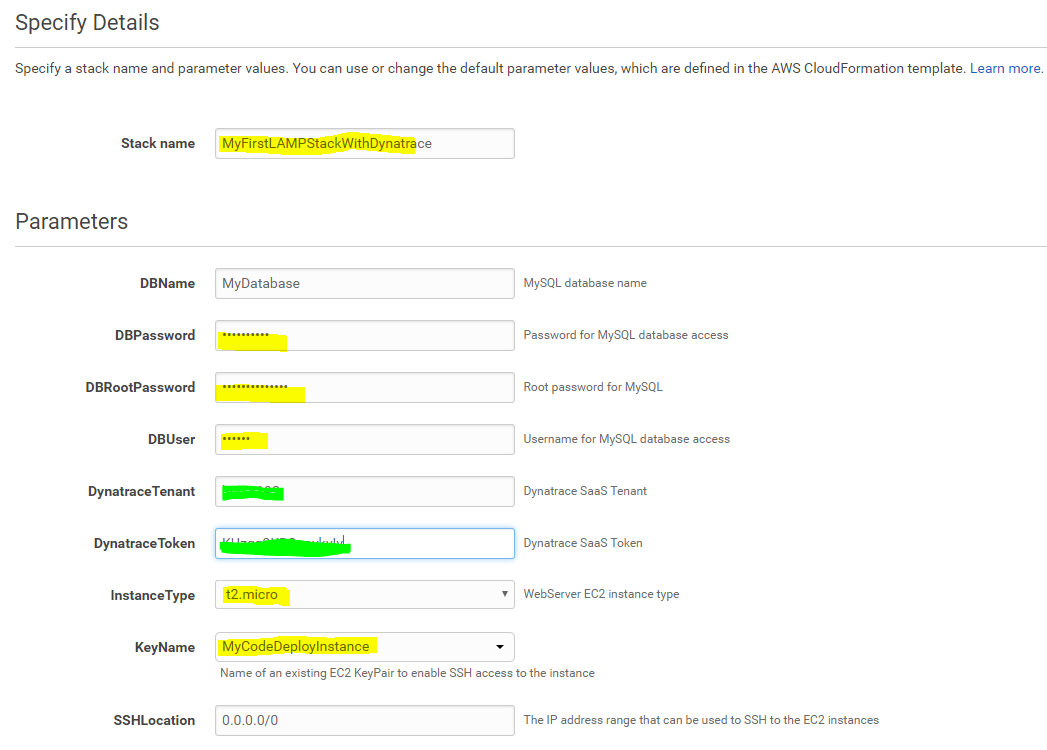 Specify Details
Specify a stack name and parameter values. You can use or change the default parameter values, which are defined in the AWS CloudFormation template. Learn more.
Stack name MyFirstLAMPStackWithDynatrace
Parameters
DBName MyDatabase MySQL database name
DBPassword •••••••••• Password for MySQL database access
DBRootPassword •••••••••••••• Root password for MySQL
DBUser •••••• Username for MySQL database access
DynatraceTenant Dynatrace SaaS Tenant
DynatraceToken Dynatrace SaaS Token
InstanceType t2.micro WebServer EC2 instance type
KeyName MyCodeDeployInstance
Name of an existing EC2 KeyPair to enable SSH access to the instance
SSHLocation 0.0.0.0/0 The IP address range that can be used to SSH to the EC2 instances